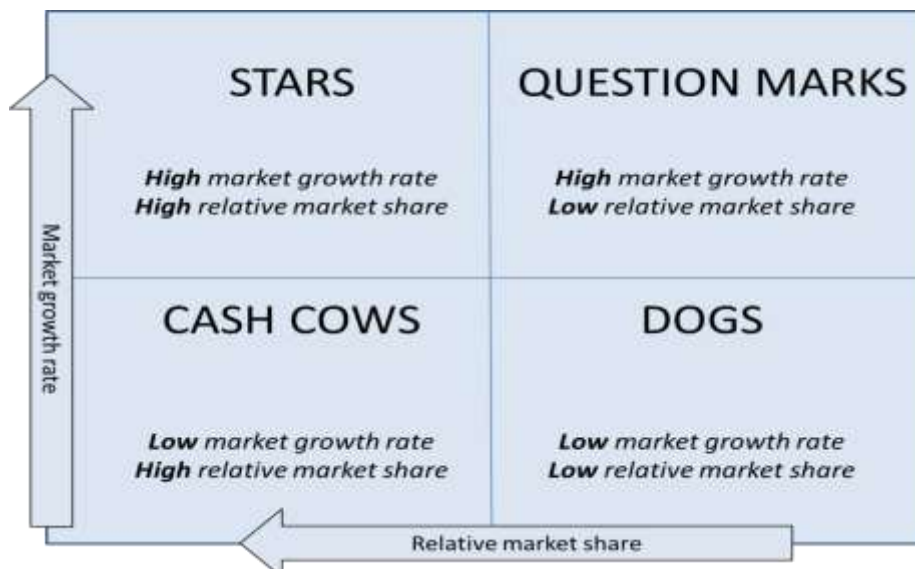 STARS
High market growth rate
High relative market share
QUESTION MARKS
High market growth rate
Low relative market share
Market growth rate
CASH COWS
Low market growth rate
High relative market share
DOGS
Low market growth rate
Low relative market share
Relative market share